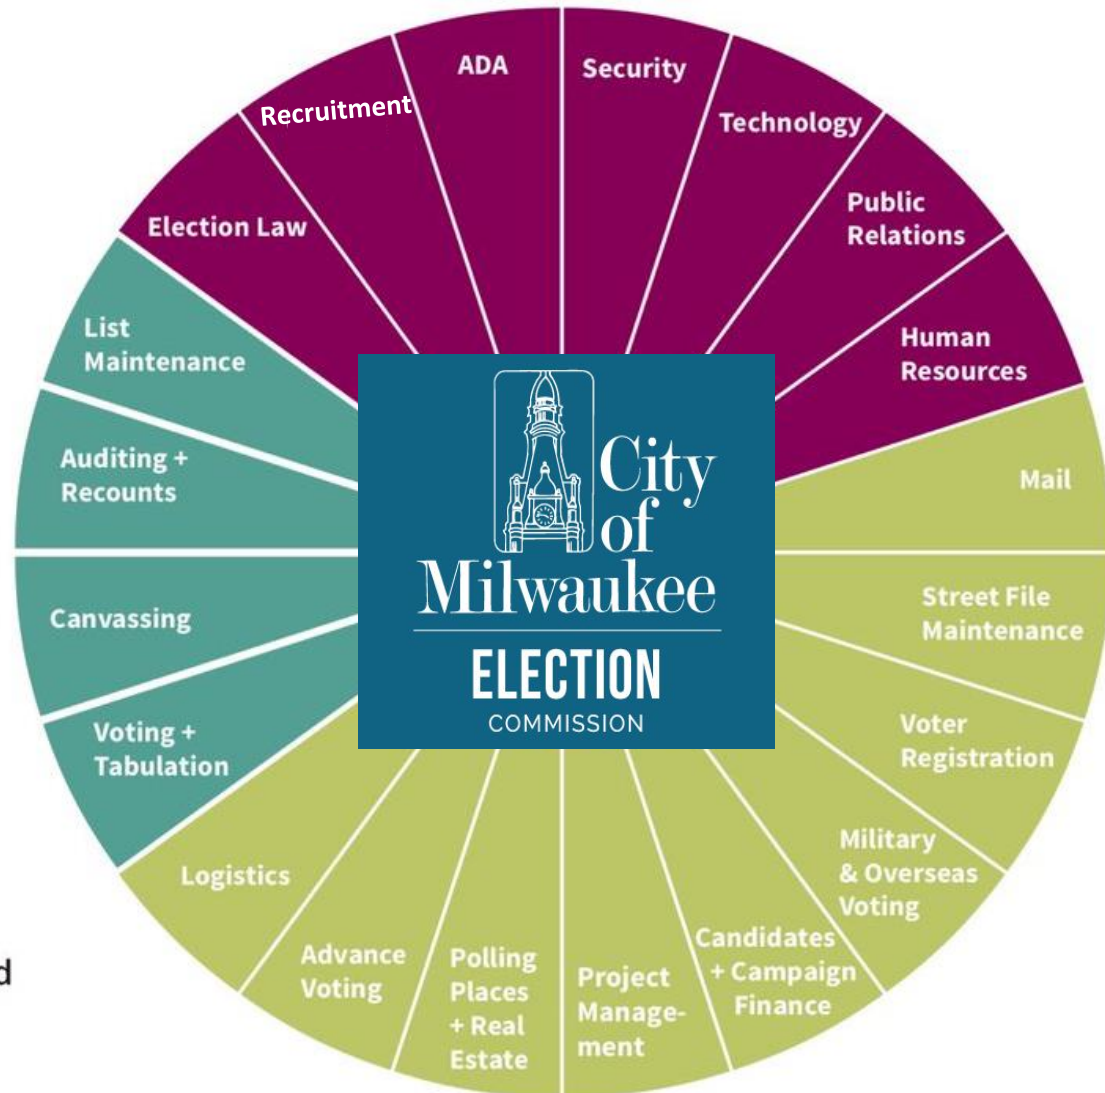 ADA
Security
Technology
Public
Relations
Human
Resources
Mail
Street File
Maintenance
Voter
Registration
Military
& Overseas
Voting
Candidates
+ Campaign
Finance
Project
Manage-
ment
Polling
Places
+ Real
Estate
Advance
Voting
Logistics
Voting +
Tabulation
Canvassing
Auditing +
Recounts
List
Maintenance
Election Law
Recruitment
City
of
Milwaukee
ELECTION
COMMISSION